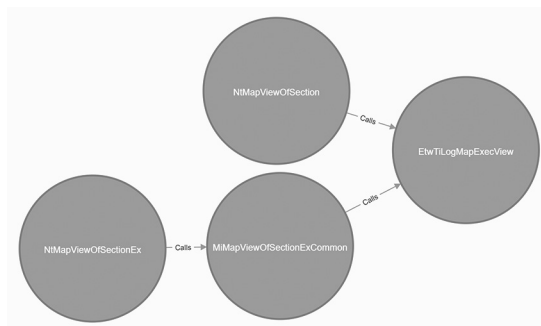 NtMapViewOfSection
Calls
EtwTiLogMapExecView
Calls
NtMapViewOfSectionEx
Calls
MiMapViewOfSectionExCommon